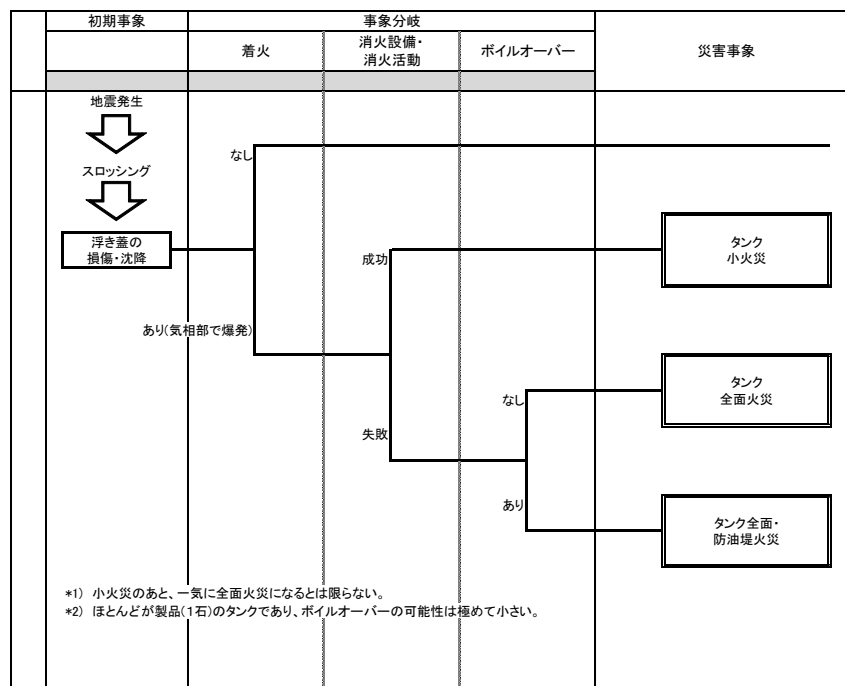 初期事象
事象分岐
着火
消火設備・
消火活動
ボイルオーバー
災害事象
地震発生
スロッシング
浮き蓋の
損傷・沈降
なし
あり(気相部で爆発)
成功
失敗
なし
あり
タンク
小火災
タンク
全面火災
タンク全面・
防油堤火災
*1) 小火災のあと、一気に全面火災になるとは限らない。
*2) ほとんどが製品(1石)のタンクであり、ボイルオーバーの可能性は極めて小さい。